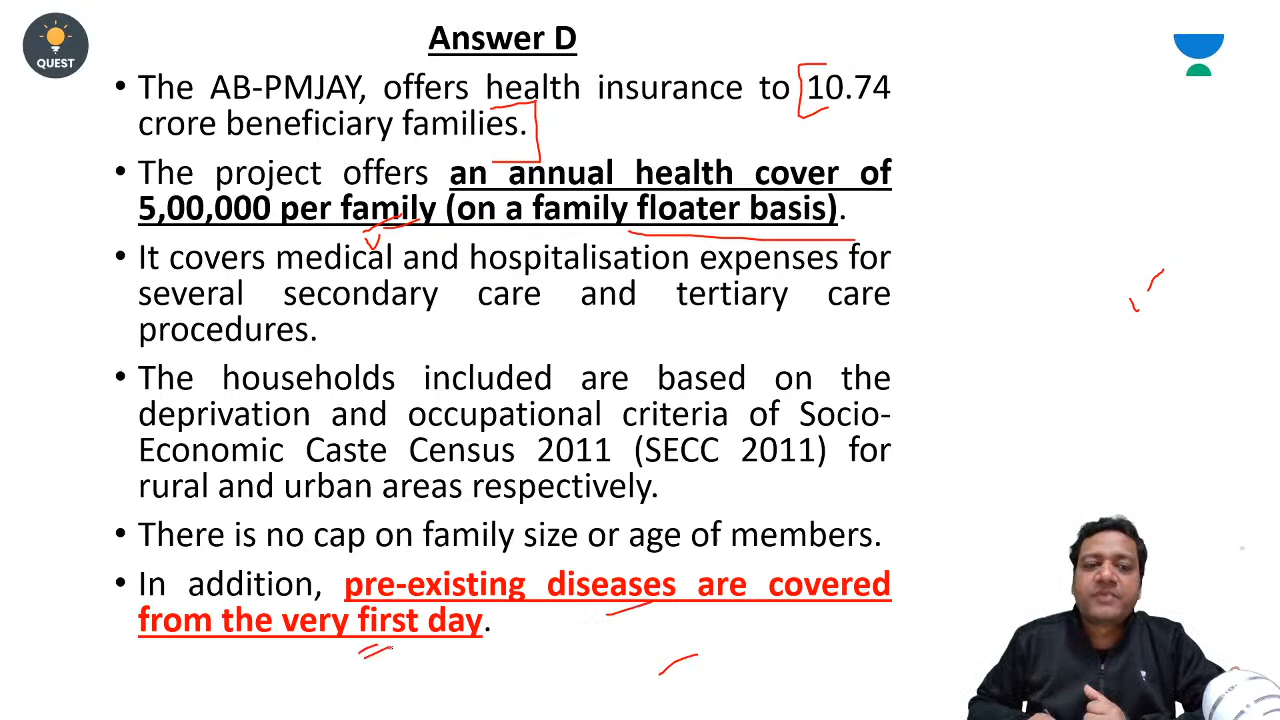 QUEST
Answer D
• The AB-PMJAY, offers health insurance to 10.74
crore beneficiary families.
• The project offers an annual health cover of
5,00,000 per family (on a family floater basis).
• It covers medical and hospitalisation expenses for
several secondary care and tertiary care
procedures.
• The households included are based on the
deprivation and occupational criteria of Socio-
Economic Caste Census 2011 (SECC 2011) for
rural and urban areas respectively.
• There is no cap on family size or age of members.
• In addition, pre-existing diseases are covered
from the very first day.